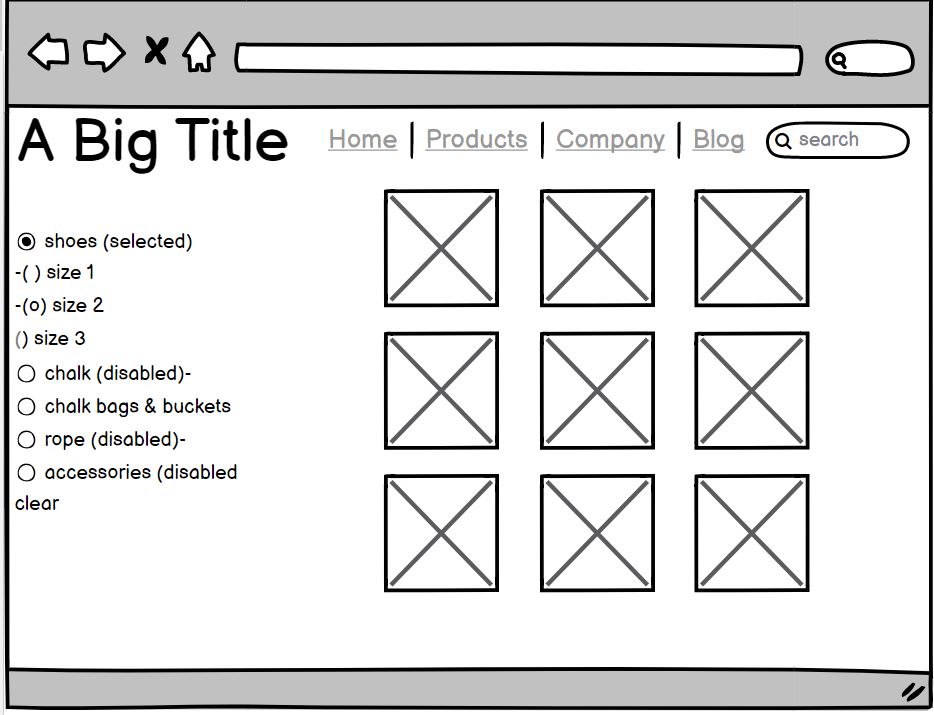 A Big Title
Home | Products | Company | Blog search
shoes (selected)
-( ) size 1
-(o) size 2
() size 3
chalk (disabled)-
chalk bags & buckets
rope (disabled)-
accessories (disabled
clear